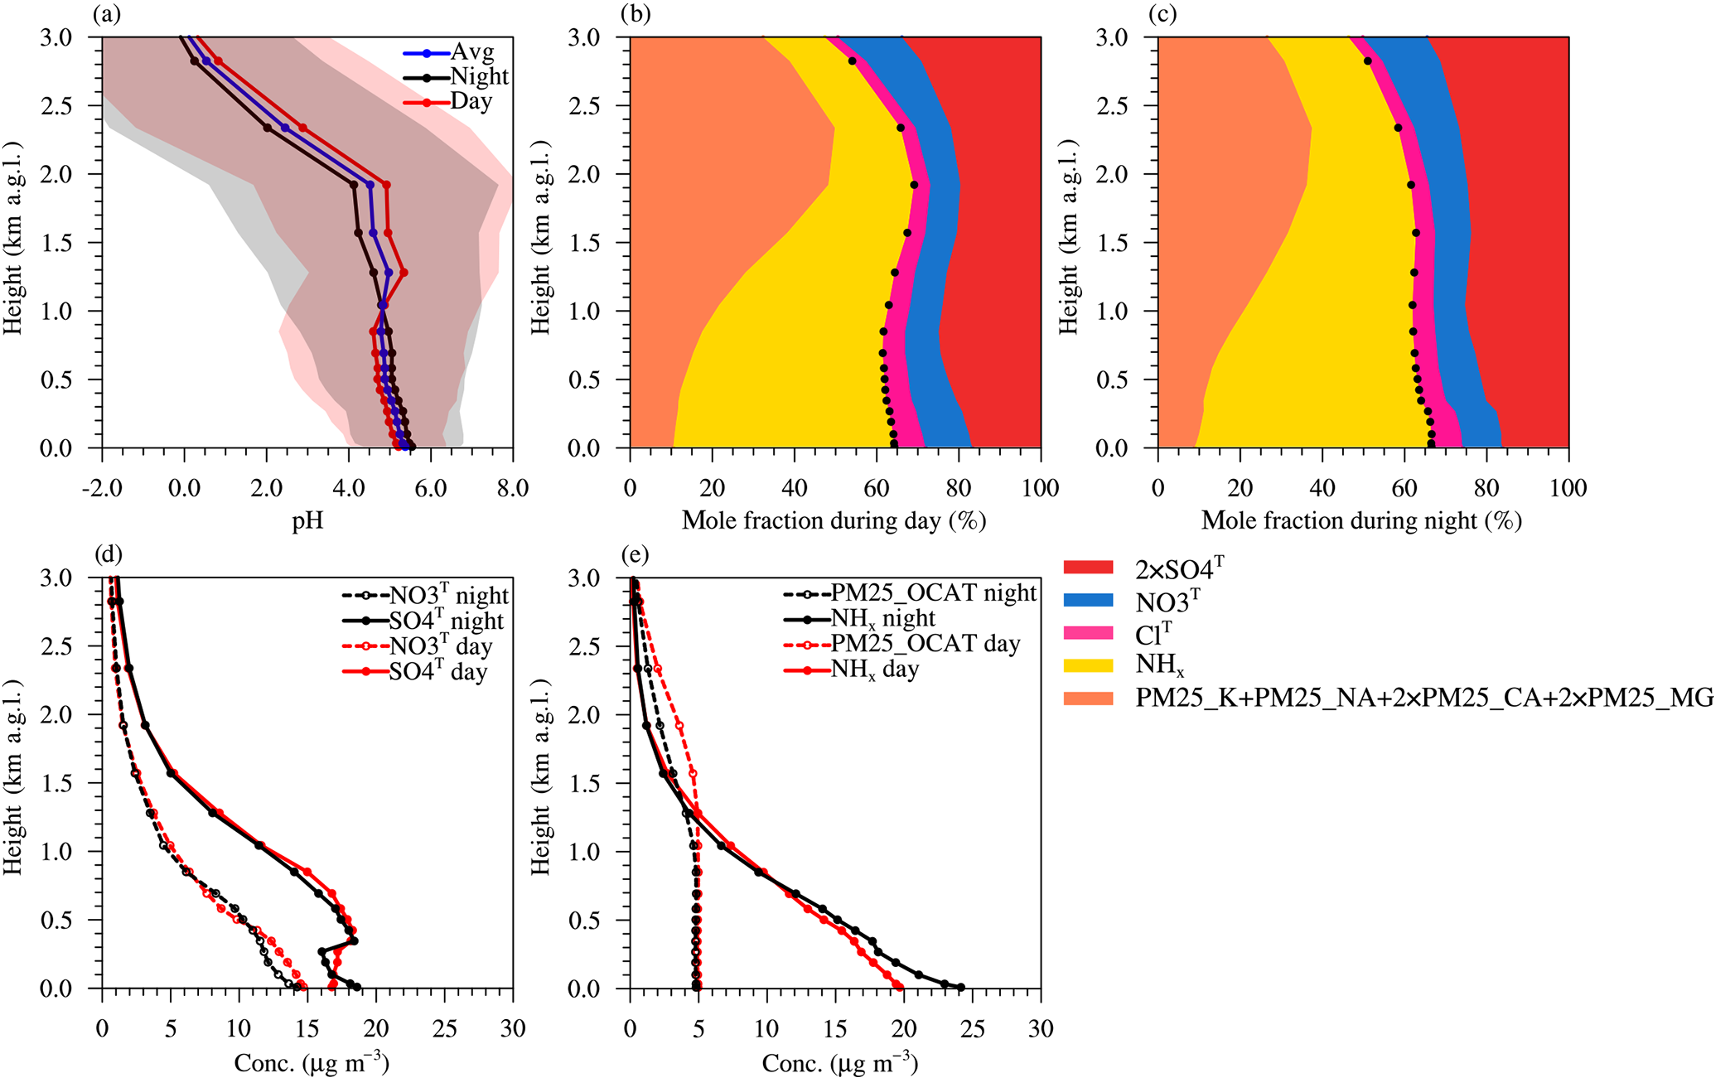 (a)
3.0
2.5
2.0
1.5
1.0
0.5
0.0
Height (km a.g.l.)
Avg
Night
Day
-2.0 0.0 2.0 4.0 6.0 8.0
pH
(b)
3.0
2.5
2.0
1.5
1.0
0.5
0.0
Height (km a.g.l.)
0 20 40 60 80 100
Mole fraction during day (%)
(c)
3.0
2.5
2.0
1.5
1.0
0.5
0.0
Height (km a.g.l.)
0 20 40 60 80 100
Mole fraction during night (%)
(d)
3.0
2.5
2.0
1.5
1.0
0.5
0.0
Height (km a.g.l.)
NO3ᵀ night
SO4ᵀ night
NO3ᵀ day
SO4ᵀ day
0 5 10 15 20 25 30
Conc. (μg m⁻³)
(e)
3.0
2.5
2.0
1.5
1.0
0.5
0.0
Height (km a.g.l.)
PM25_OCAT night
NHₓ night
PM25_OCAT day
NHₓ day
0 5 10 15 20 25 30
Conc. (μg m⁻³)
2×SO4ᵀ
NO3ᵀ
Clᵀ
NHₓ
PM25_K+PM25_NA+2×PM25_CA+2×PM25_MG